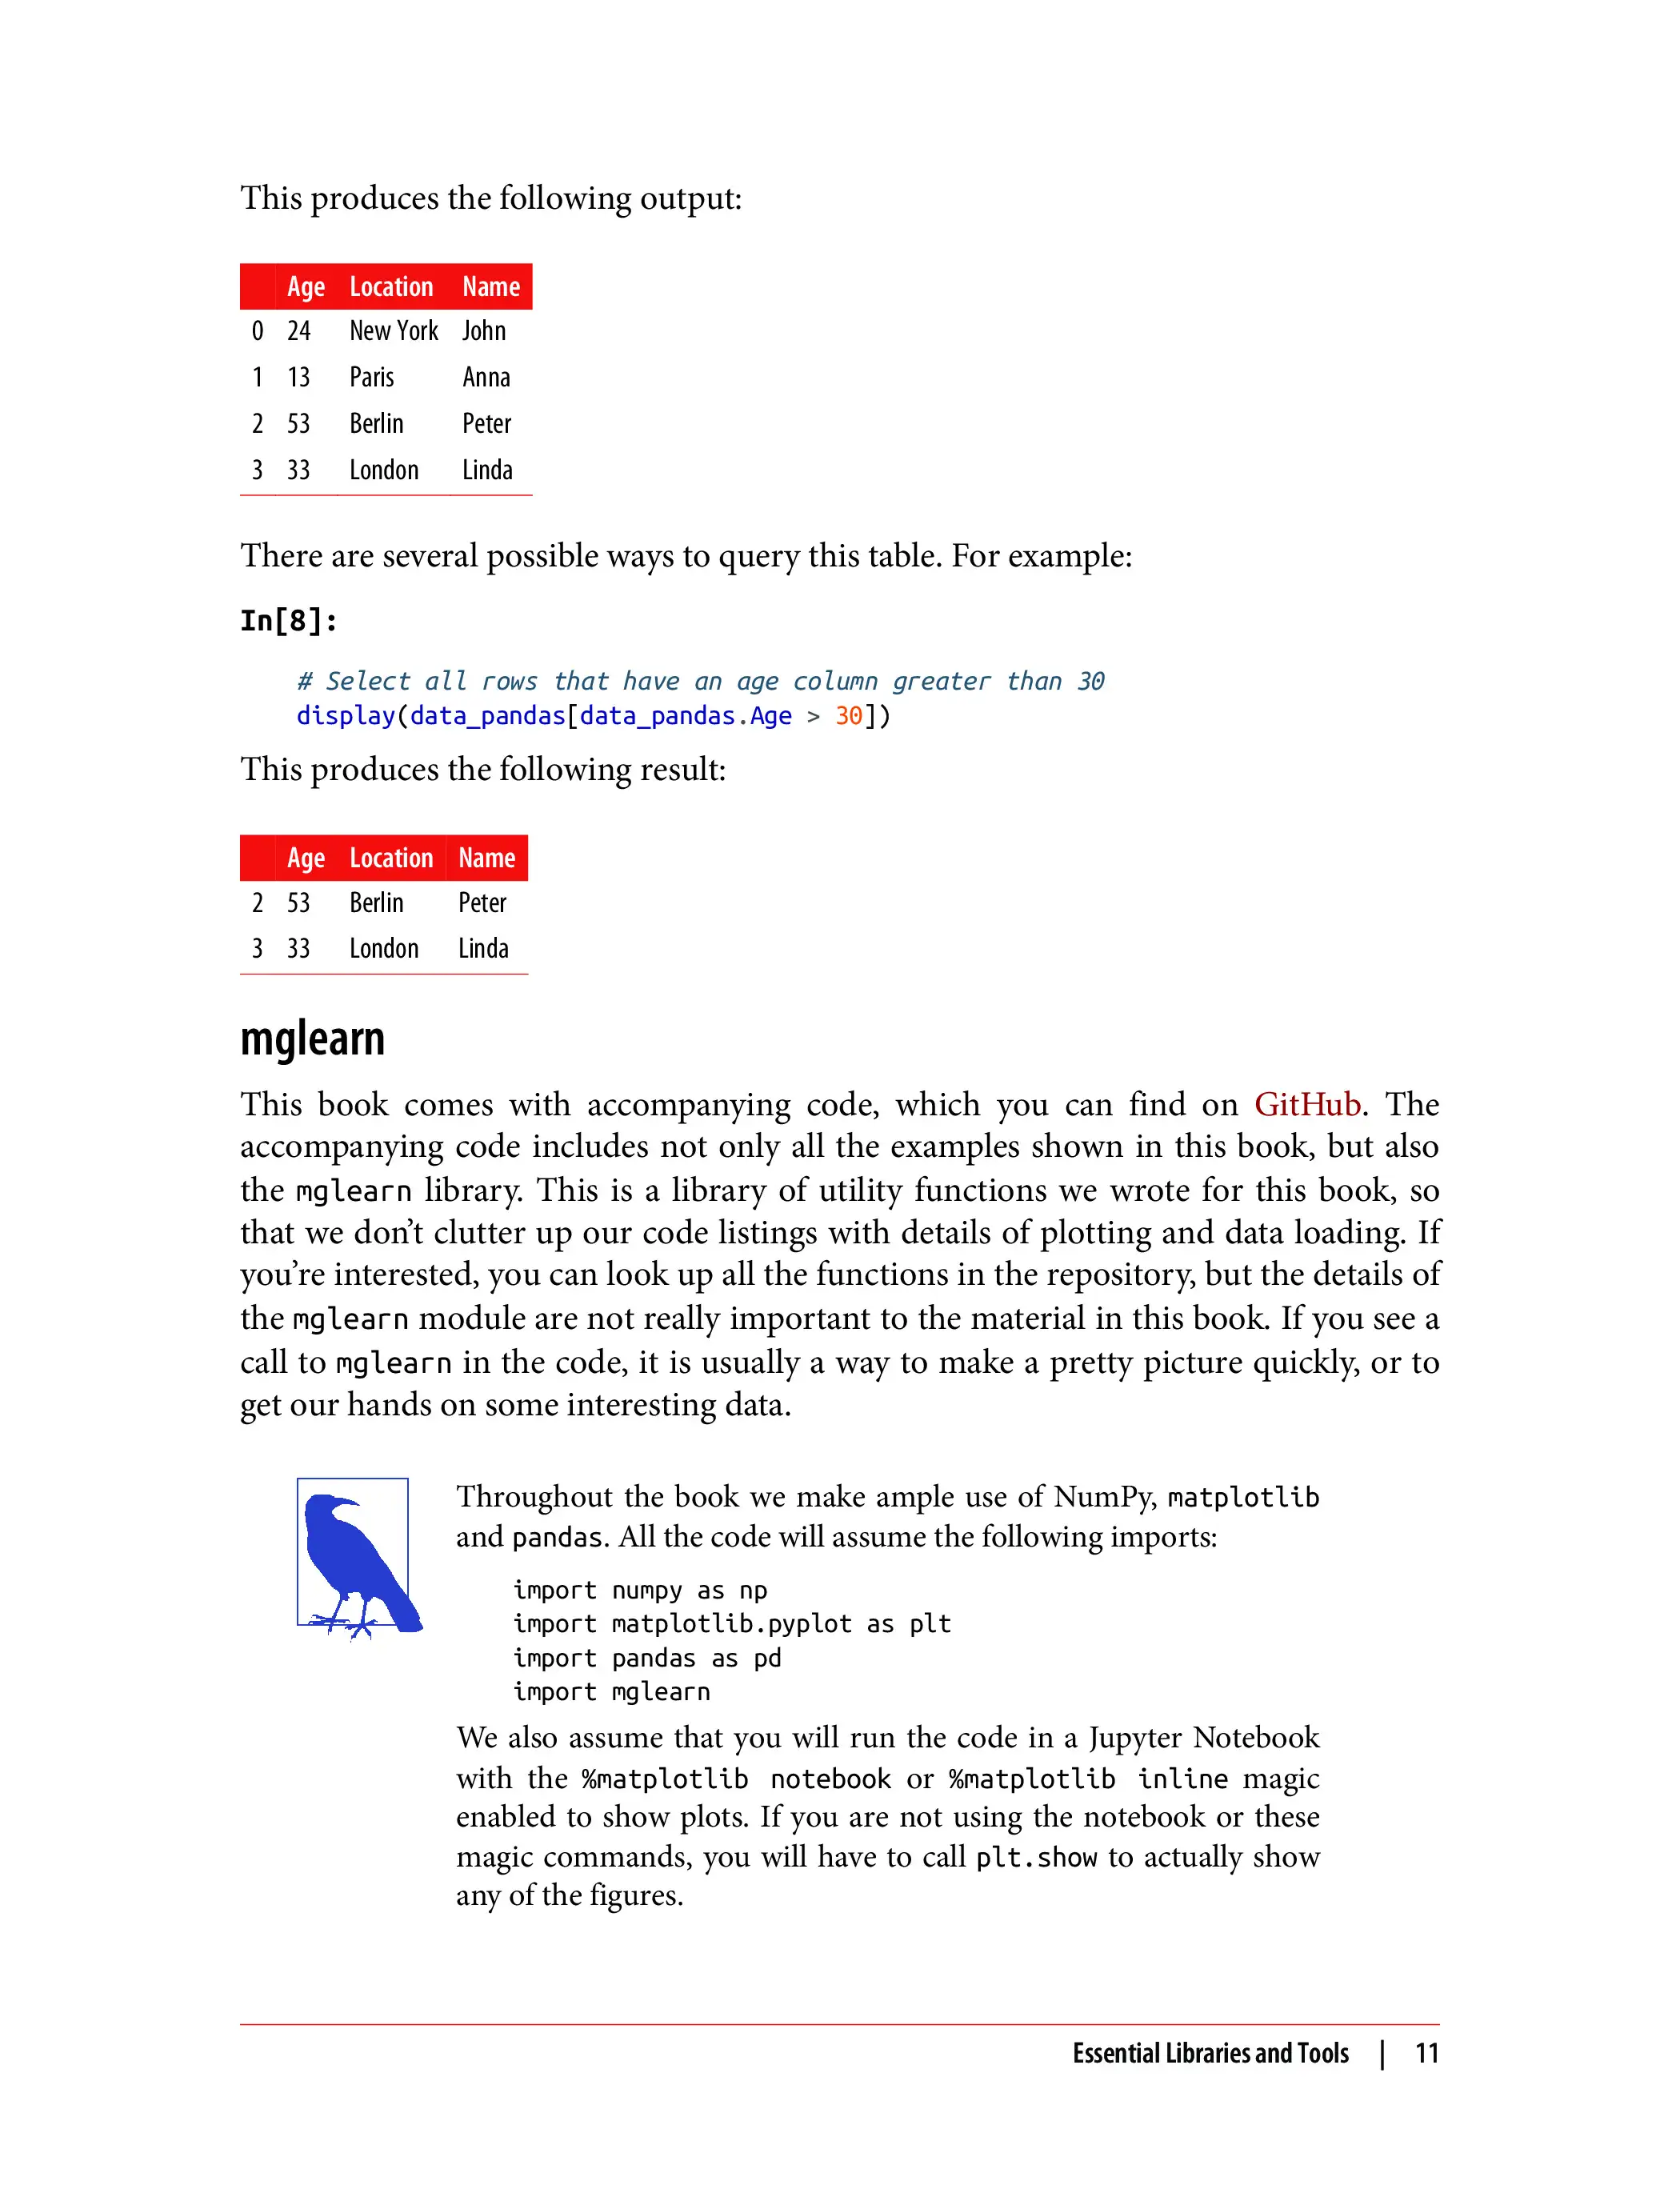 This produces the following output:
Age Location Name
0 24 New York John
1 13 Paris Anna
2 53 Berlin Peter
3 33 London Linda
There are several possible ways to query this table. For example:
In[8]:
# Select all rows that have an age column greater than 30
display(data_pandas[data_pandas.Age > 30])
This produces the following result:
Age Location Name
2 53 Berlin Peter
3 33 London Linda
mglearn
This book comes with accompanying code, which you can find on GitHub. The
accompanying code includes not only all the examples shown in this book, but also
the mglearn library. This is a library of utility functions we wrote for this book, so
that we don’t clutter up our code listings with details of plotting and data loading. If
you’re interested, you can look up all the functions in the repository, but the details of
the mglearn module are not really important to the material in this book. If you see a
call to mglearn in the code, it is usually a way to make a pretty picture quickly, or to
get our hands on some interesting data.
Throughout the book we make ample use of NumPy, matplotlib
and pandas. All the code will assume the following imports:
import numpy as np
import matplotlib.pyplot as plt
import pandas as pd
import mglearn
We also assume that you will run the code in a Jupyter Notebook
with the %matplotlib notebook or %matplotlib inline magic
enabled to show plots. If you are not using the notebook or these
magic commands, you will have to call plt.show to actually show
any of the figures.
Essential Libraries and Tools | 11